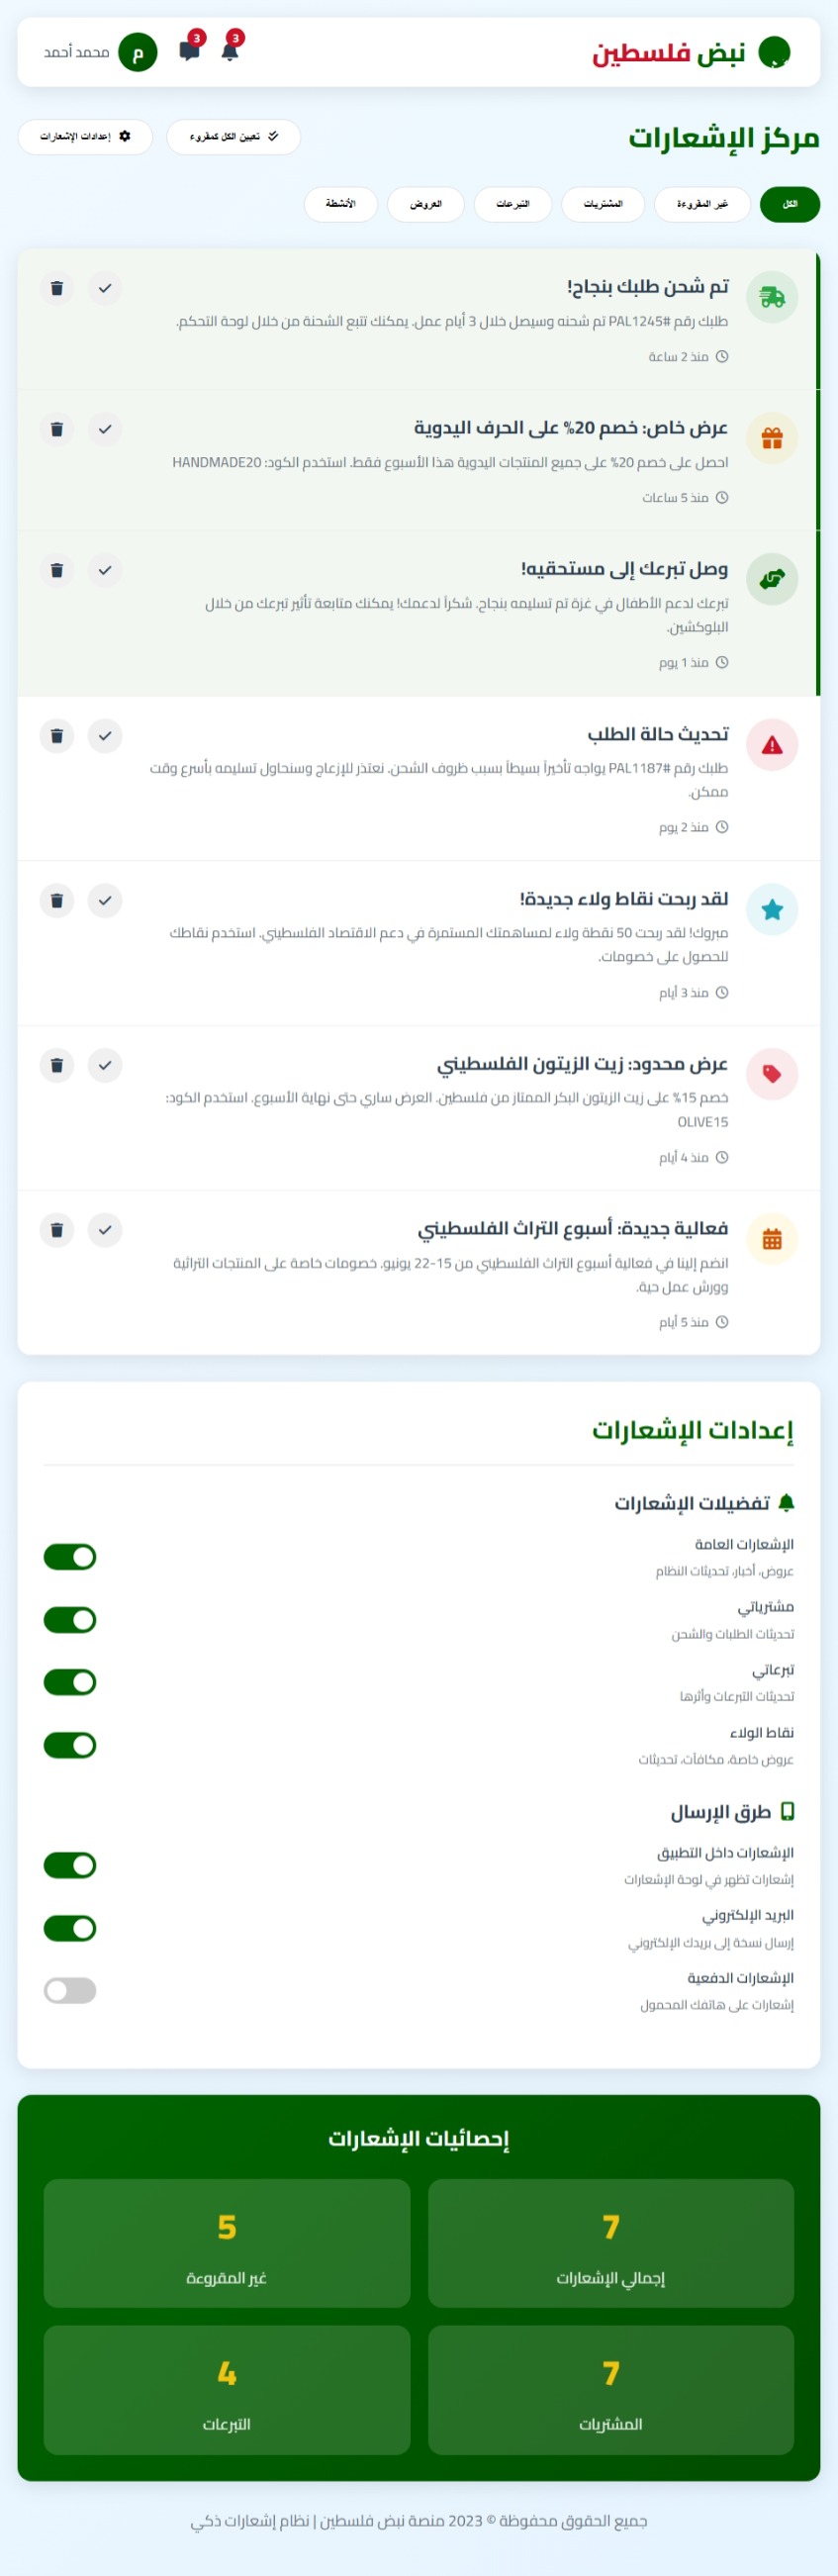 نبض فلسطين
3
3
م
محمد أحمد
مركز الإشعارات
تعيين الكل كمقروء
إعدادات الإشعارات
الكل
غير المقروءة
المشتريات
التبرعات
العروض
الأنشطة
تم شحن طلبك بنجاح!
طلبك رقم #PAL1245 تم شحنه وسيصل خلال 3 أيام عمل. يمكنك تتبع الشحنة من خلال لوحة التحكم.
منذ 2 ساعة
عرض خاص: خصم 20% على الحرف اليدوية
احصل على خصم 20% على جميع المنتجات اليدوية هذا الأسبوع فقط. استخدم الكود: HANDMADE20
منذ 5 ساعات
وصل تبرعك إلى مستحقيه!
تبرعك لدعم الأطفال في غزة تم تسليمه بنجاح. شكراً لدعمك! يمكنك متابعة تأثير تبرعك من خلال
البلوكشين.
منذ 1 يوم
تحديث حالة الطلب
طلبك رقم #PAL1187 يواجه تأخيراً بسيطاً بسبب ظروف الشحن. نعتذر للإزعاج وسنحاول تسليمه بأسرع وقت
ممكن.
منذ 2 يوم
لقد ربحت نقاط ولاء جديدة!
مبروك! لقد ربحت 50 نقطة ولاء لمساهمتك المستمرة في دعم الاقتصاد الفلسطيني. استخدم نقاطك
للحصول على خصومات.
منذ 3 أيام
عرض محدود: زيت الزيتون الفلسطيني
خصم 15% على زيت الزيتون البكر الممتاز من فلسطين. العرض ساري حتى نهاية الأسبوع. استخدم الكود:
OLIVE15
منذ 4 أيام
فعالية جديدة: أسبوع التراث الفلسطيني
انضم إلينا في فعالية أسبوع التراث الفلسطيني من 15-22 يونيو. خصومات خاصة على المنتجات التراثية
وورش عمل حية.
منذ 5 أيام
إعدادات الإشعارات
تفضيلات الإشعارات
الإشعارات العامة
عروض، أخبار، تحديثات النظام
مشترياتي
تحديثات الطلبات والشحن
تبرعاتي
تحديثات التبرعات وأثرها
نقاط الولاء
عروض خاصة، مكافآت، تحديثات
طرق الإرسال
الإشعارات داخل التطبيق
إشعارات تظهر في لوحة الإشعارات
البريد الإلكتروني
إرسال نسخة إلى بريدك الإلكتروني
الإشعارات الدفعية
إشعارات على هاتفك المحمول
إحصائيات الإشعارات
7
إجمالي الإشعارات
5
غير المقروءة
7
المشتريات
4
التبرعات
جميع الحقوق محفوظة © 2023 منصة نبض فلسطين | نظام إشعارات ذكي